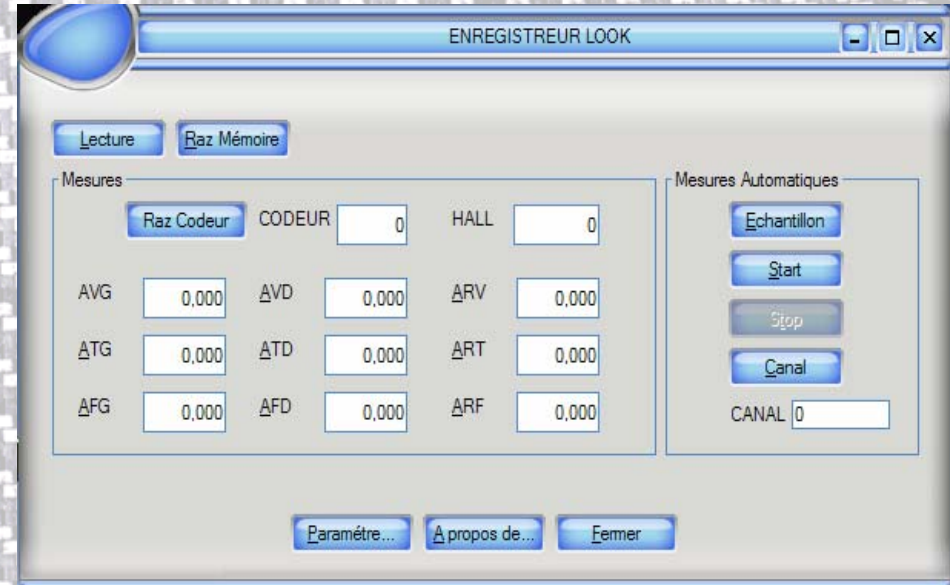 ENREGISTREUR LOOK
Lecture Raz Mémoire
Mesures
Raz Codeur CODEUR 0 HALL 0
AVG 0,000 AVD 0,000 ARV 0,000
ATG 0,000 ATD 0,000 ART 0,000
AFG 0,000 AFD 0,000 ARF 0,000
Mesures Automatiques
Echantillon
Start
Stop
Canal
CANAL 0
Paramétre... A propos de... Fermer